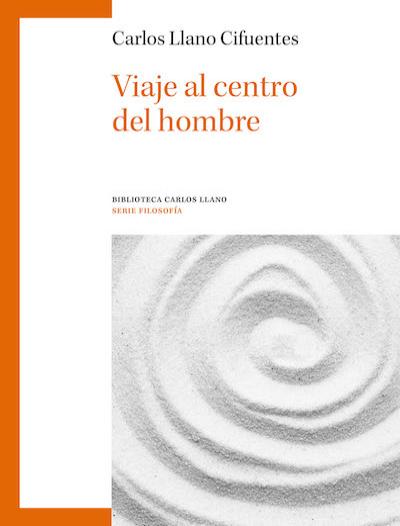 Carlos Llano Cifuentes
Viaje al centro
del hombre
BIBLIOTECA CARLOS LLANO
SERIE FILOSOFÍA